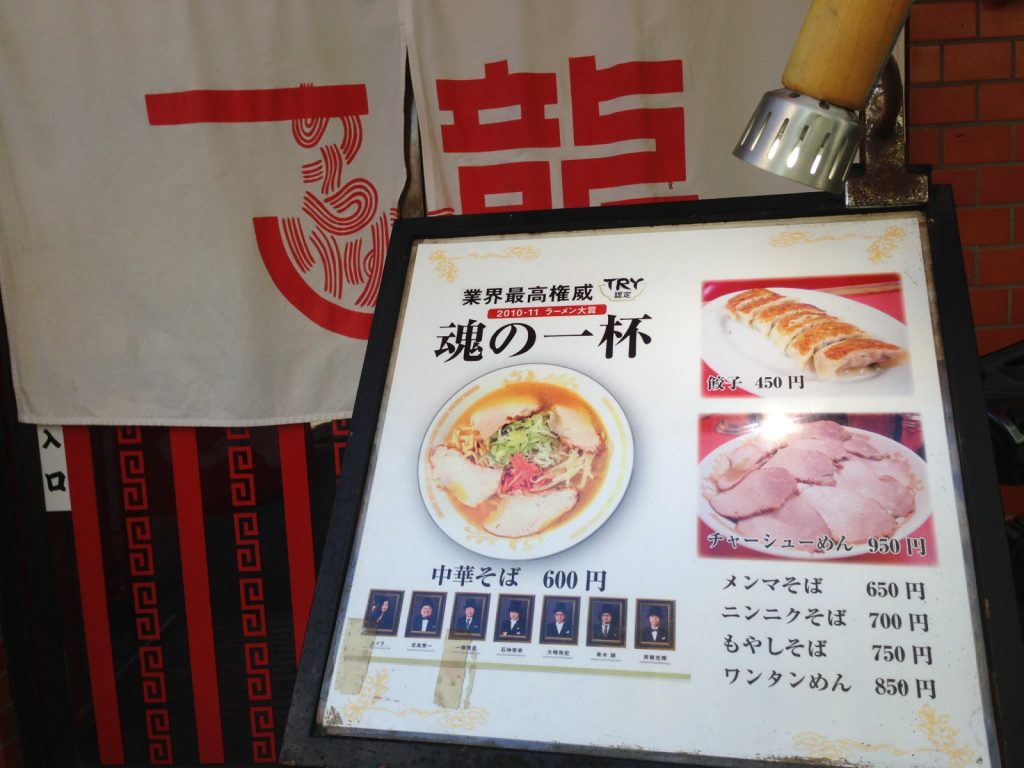 龍
入口
業界最高権威 TRY 認定
2010-11 ラーメン大賞
魂の一杯
中華そば 600円
餃子 450円
チャーシューめん 950円
メンマそば 650円
ニンニクそば 700円
もやしそば 750円
ワンタンめん 850円